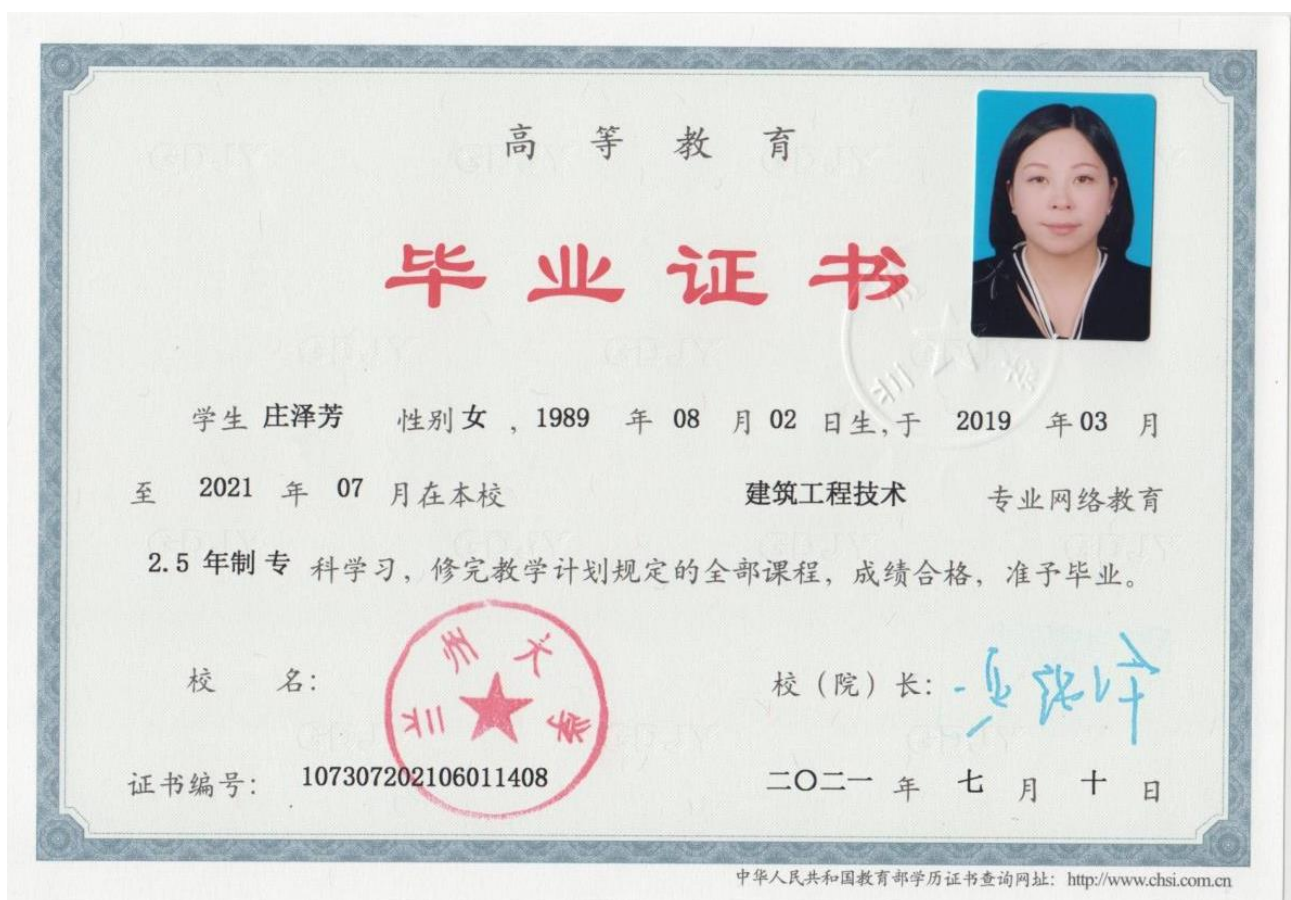 高等教育
毕业证书
学生 庄泽芳 性别 女 , 1989 年 08 月 02 日生,于 2019 年 03 月
至 2021 年 07 月在本校 建筑工程技术 专业网络教育
2.5 年制 专 科学习，修完教学计划规定的全部课程，成绩合格，准予毕业。
兰州大学
校 名：
校（院）长：
证书编号： 107307202106011408
二〇二一 年 七 月 十 日
中华人民共和国教育部学历证书查询网址： http://www.chsi.com.cn